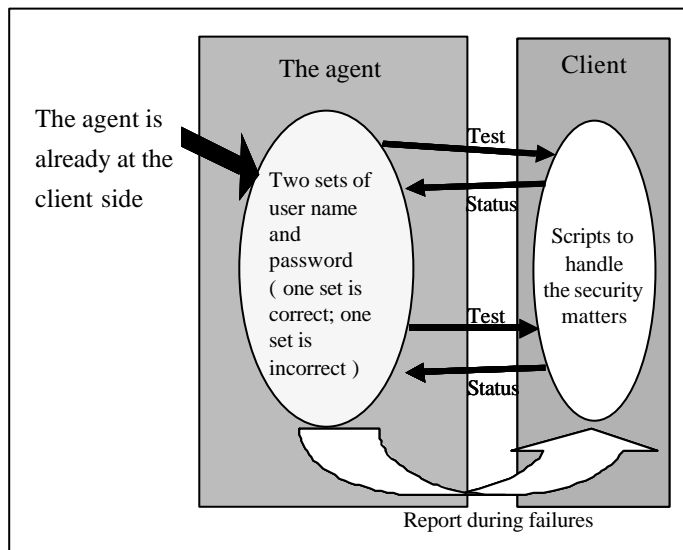 The agent
Client
The agent is
already at the
client side
Two sets of
user name
and
password
( one set is
correct; one
set is
incorrect )
Test
Status
Test
Status
Scripts to
handle
the security
matters
Report during failures